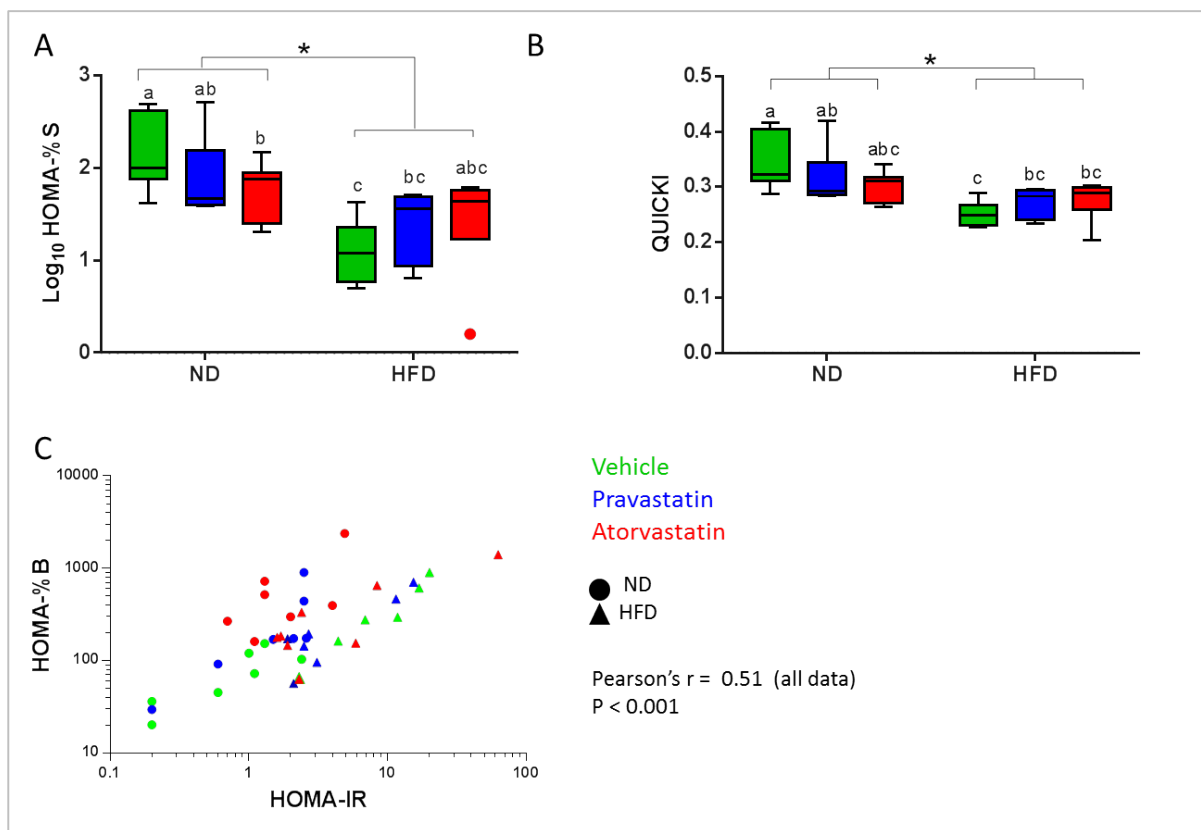 A
*
3
2
1
0
Log10 HOMA-% S
a
ab
b
c
bc
abc
ND
HFD
B
*
0.5
0.4
0.3
0.1
0.0
QUICKI
a
ab
abc
c
bc
bc
ND
HFD
C
10000
1000
100
10
HOMA-% B
0.1
1
10
100
HOMA-IR
Vehicle
Pravastatin
Atorvastatin
ND
HFD
Pearson's r = 0.51 (all data)
P < 0.001